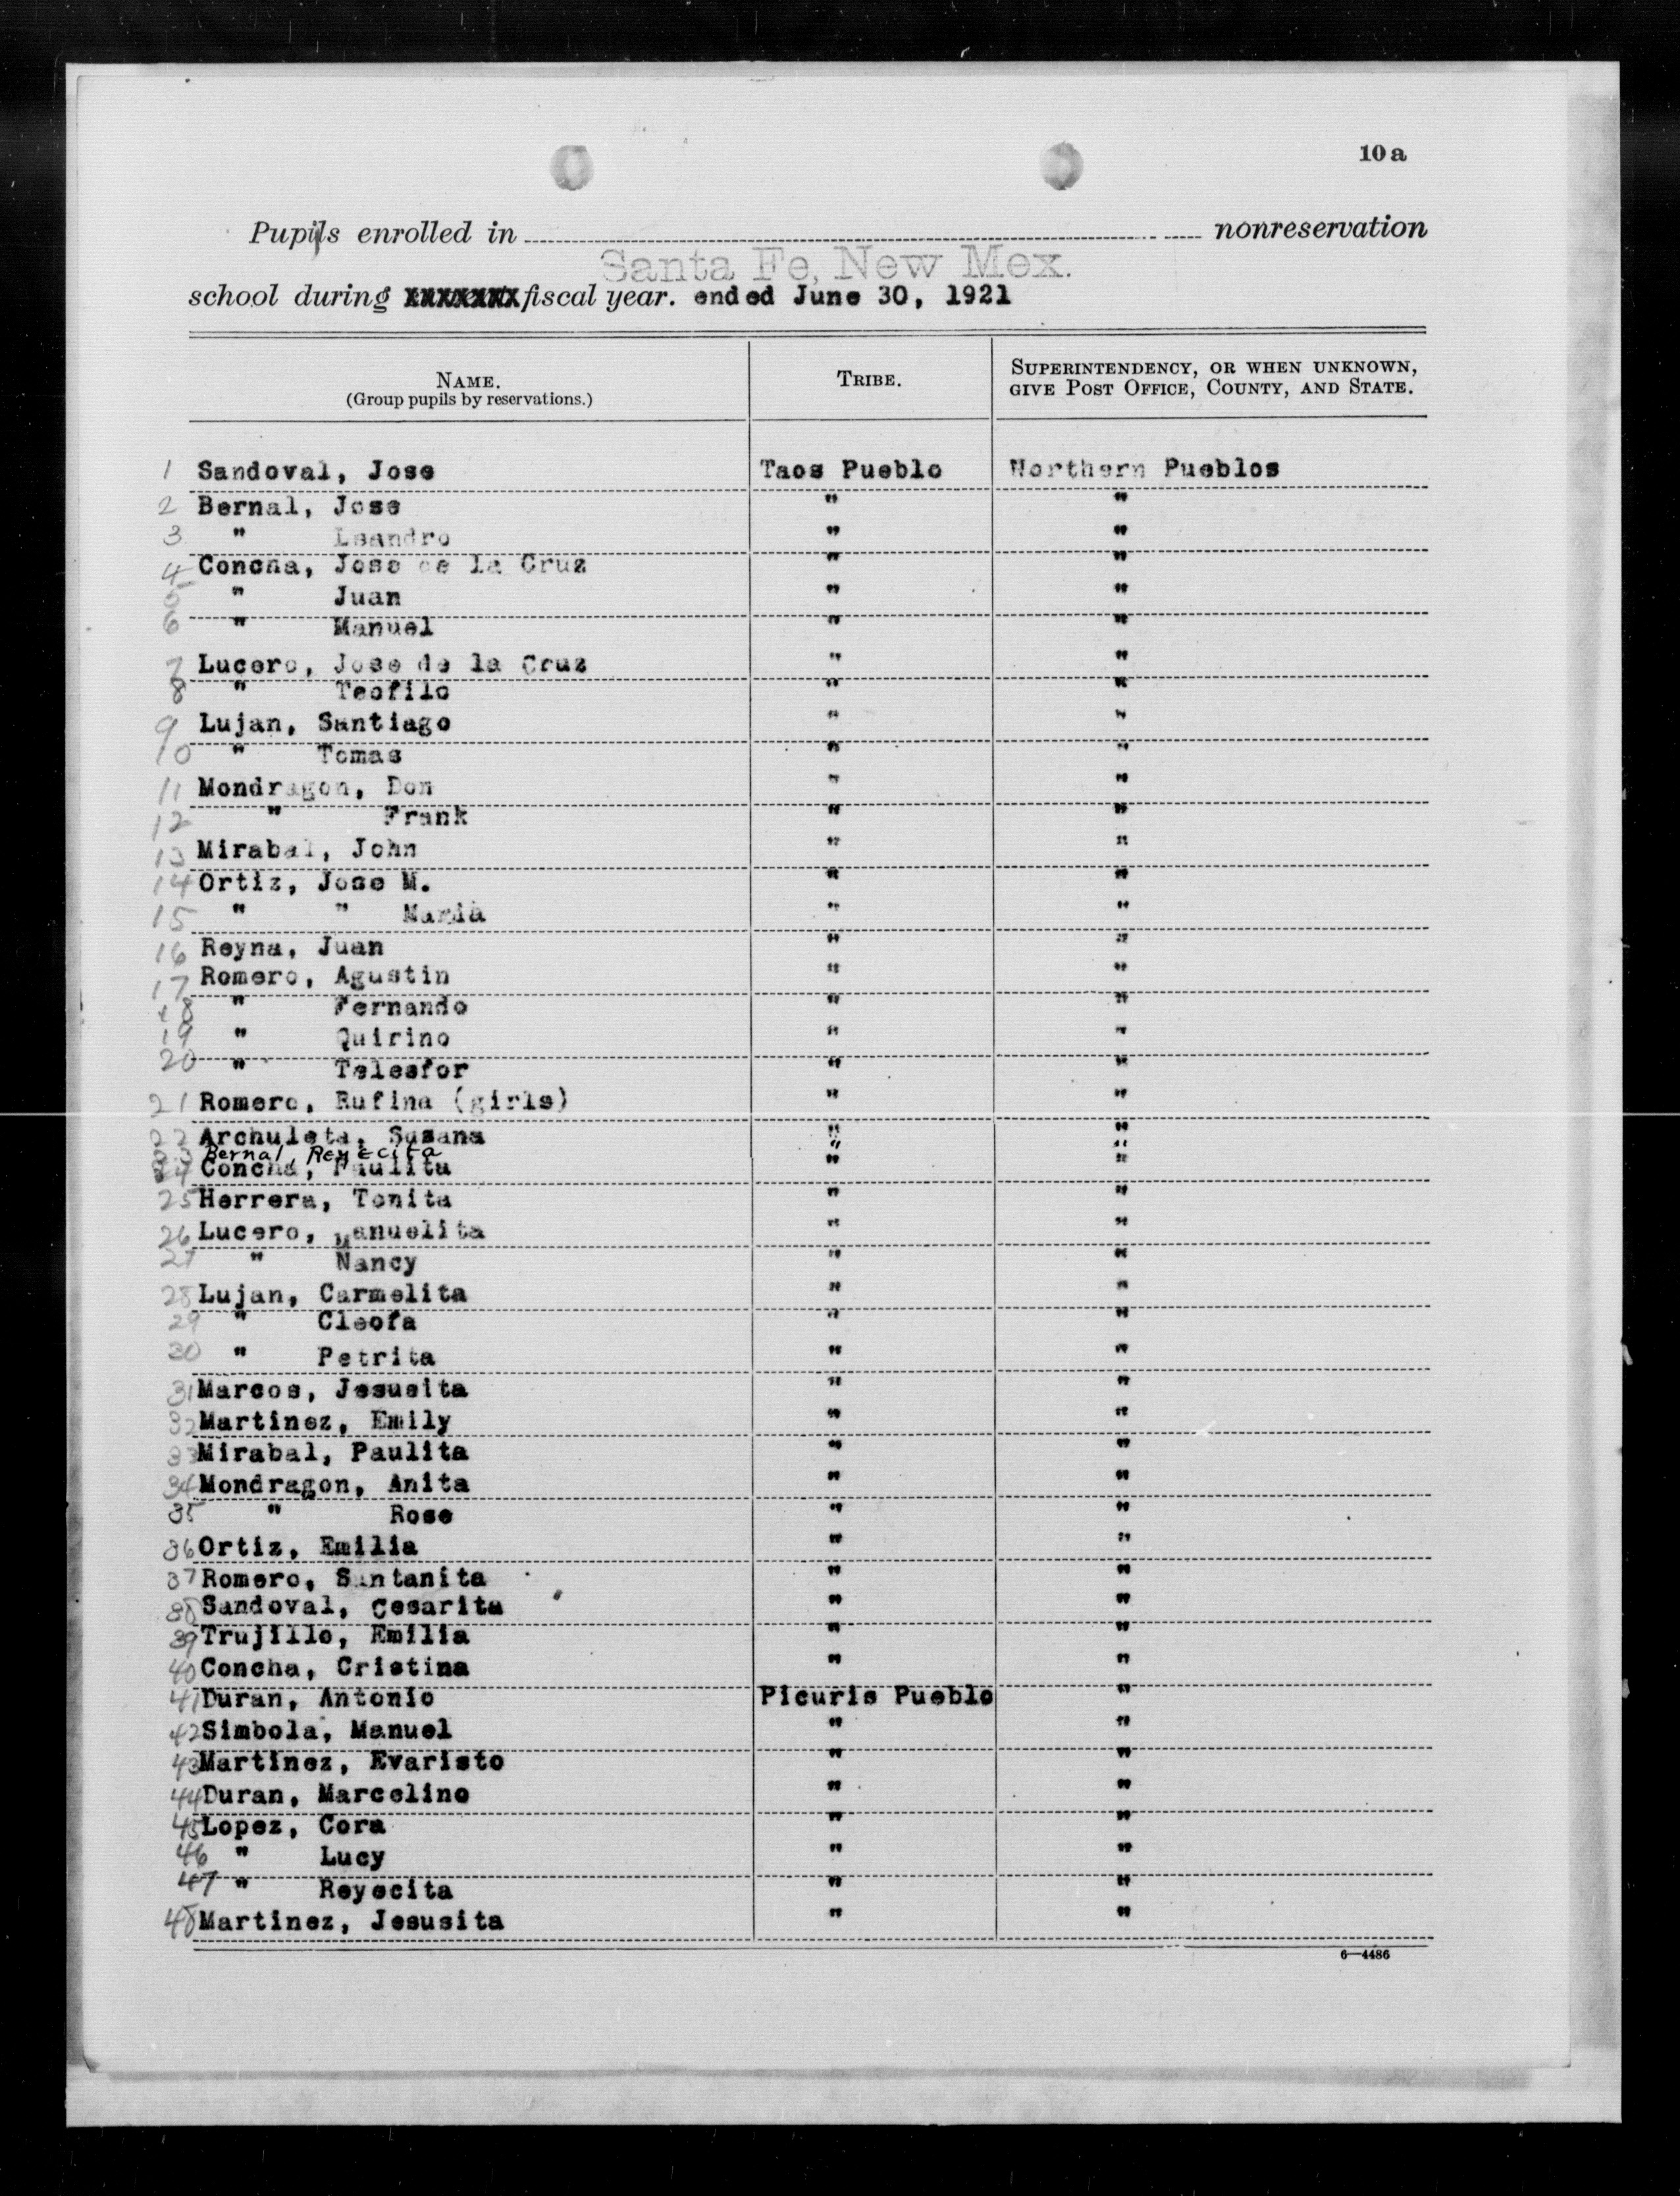 10 a
Pupils enrolled in nonreservation
Santa Fe, New Mex.
school during xxxxxxx fiscal year. ended June 30, 1921
NAME. TRIBE. SUPERINTENDENCY, OR WHEN UNKNOWN,
(Group pupils by reservations.) GIVE POST OFFICE, COUNTY, AND STATE.
1 Sandoval, Jose Taos Pueblo Northern Pueblos
2 Bernal, Jose " "
3 " Leandro " "
4 Concha, Jose de la Cruz " "
5 " Juan " "
6 " Manuel " "
7 Lucero, Jose de la Cruz " "
8 " Teofilo " "
9 Lujan, Santiago " "
10 " Tomas " "
11 Mondragon, Don " "
12 " Frank " "
13 Mirabal, John " "
14 Ortiz, Jose M. " "
15 " " Maria " "
16 Reyna, Juan " "
17 Romero, Agustin " "
18 " Fernando " "
19 " Quirino " "
20 " Telesfor " "
21 Romero, Rufina (girls) " "
22 Archuleta, Susana " "
23 Bernal, Reyecita " "
24 Concha, Paulita " "
25 Herrera, Tonita " "
26 Lucero, Manuelita " "
27 " Nancy " "
28 Lujan, Carmelita " "
29 " Cleofa " "
30 " Petrita " "
31 Marcos, Jesusita " "
32 Martinez, Emily " "
33 Mirabal, Paulita " "
34 Mondragon, Anita " "
35 " Rose " "
36 Ortiz, Emilia " "
37 Romero, Santanita " "
38 Sandoval, Cesarita " "
39 Trujillo, Emilia " "
40 Concha, Cristina " "
41 Duran, Antonio Picuris Pueblo "
42 Simbola, Manuel " "
43 Martinez, Evaristo " "
44 Duran, Marcelino " "
45 Lopez, Cora " "
46 " Lucy " "
47 " Reyecita " "
48 Martinez, Jesusita " "
6—4486